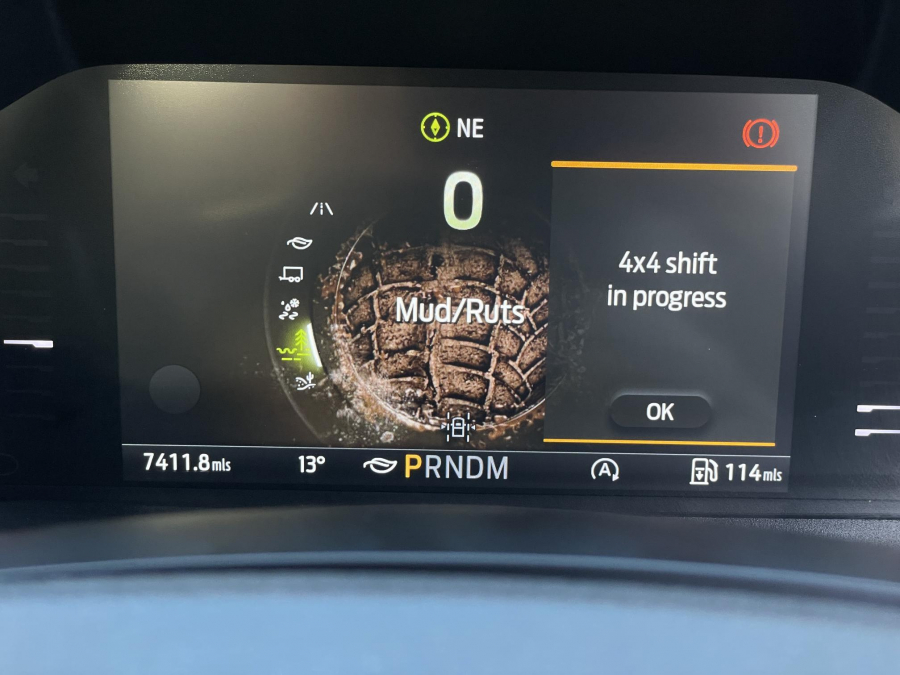 NE
0
Mud/Ruts
4x4 shift
in progress
OK
7411.8mls
13°
PRNDM
A
114mls